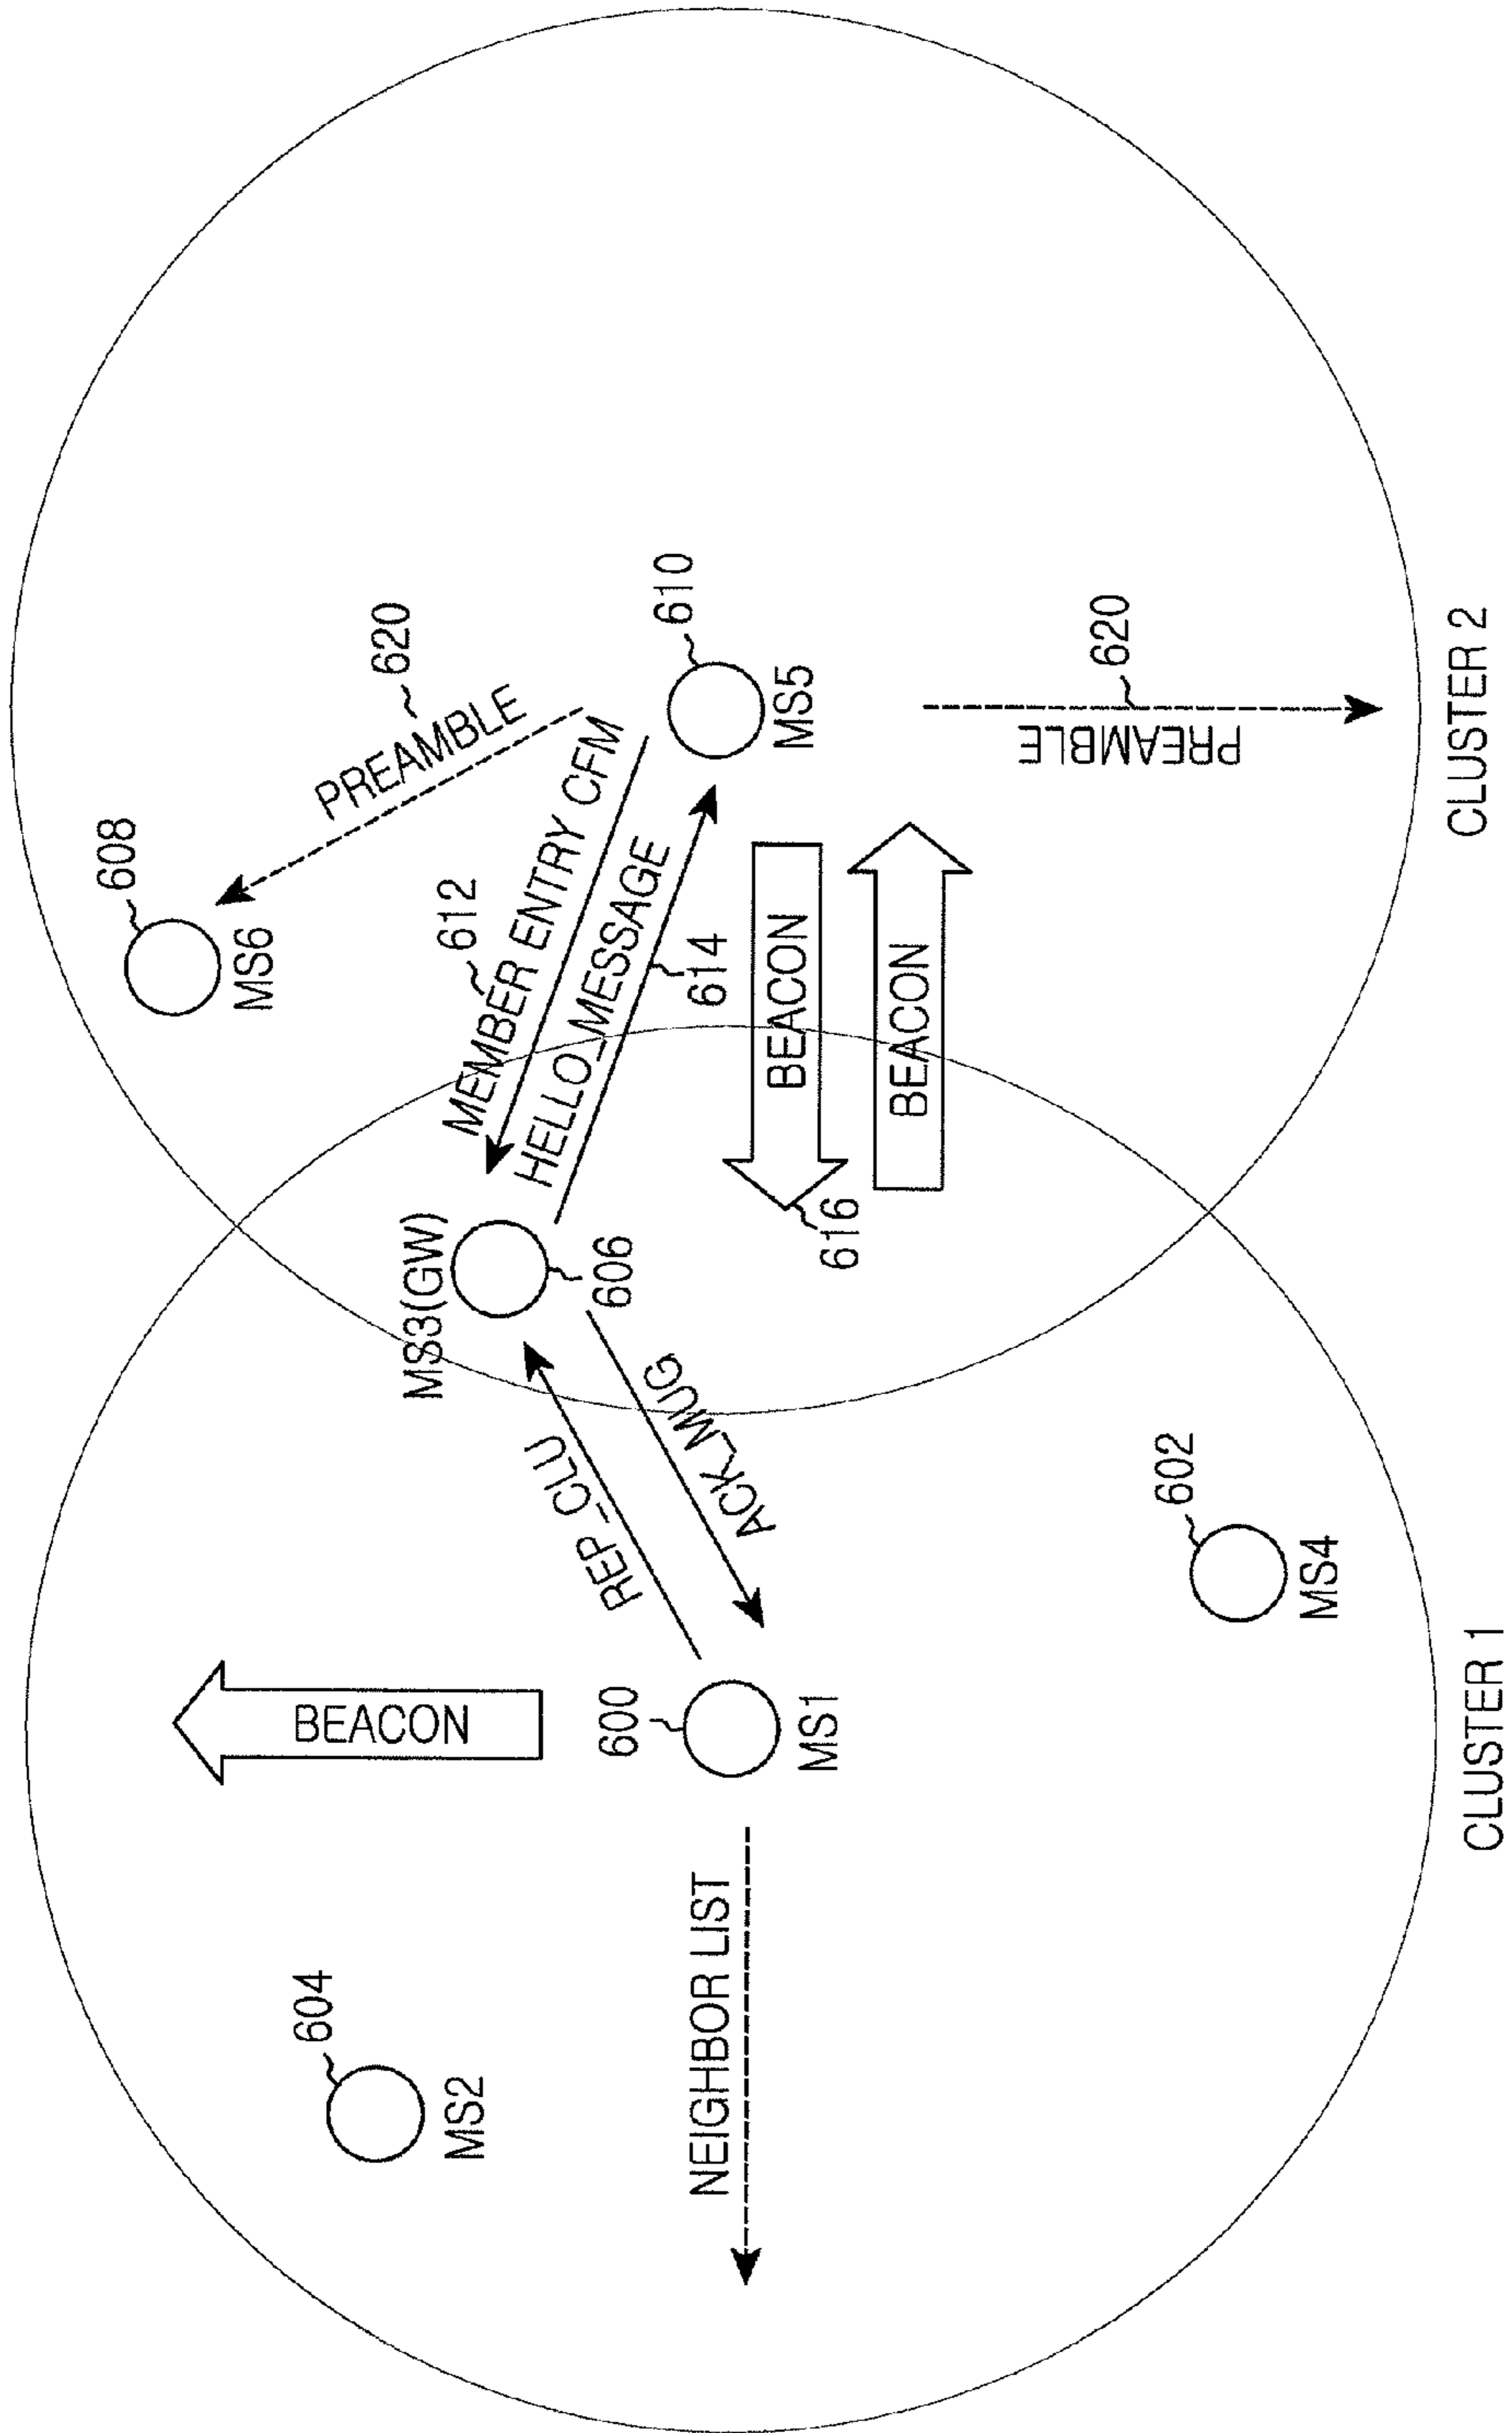 604
MS2
NEIGHBOR LIST
BEACON
600
MS1
REP_CLU
ACK_MUG
602
MS4
CLUSTER 1
MS3(GW)
606
MEMBER ENTRY CFM
612
HELLO_MESSAGE
614
BEACON
616
BEACON
608
MS6
PREAMBLE
620
610
MS5
PREAMBLE
620
CLUSTER 2